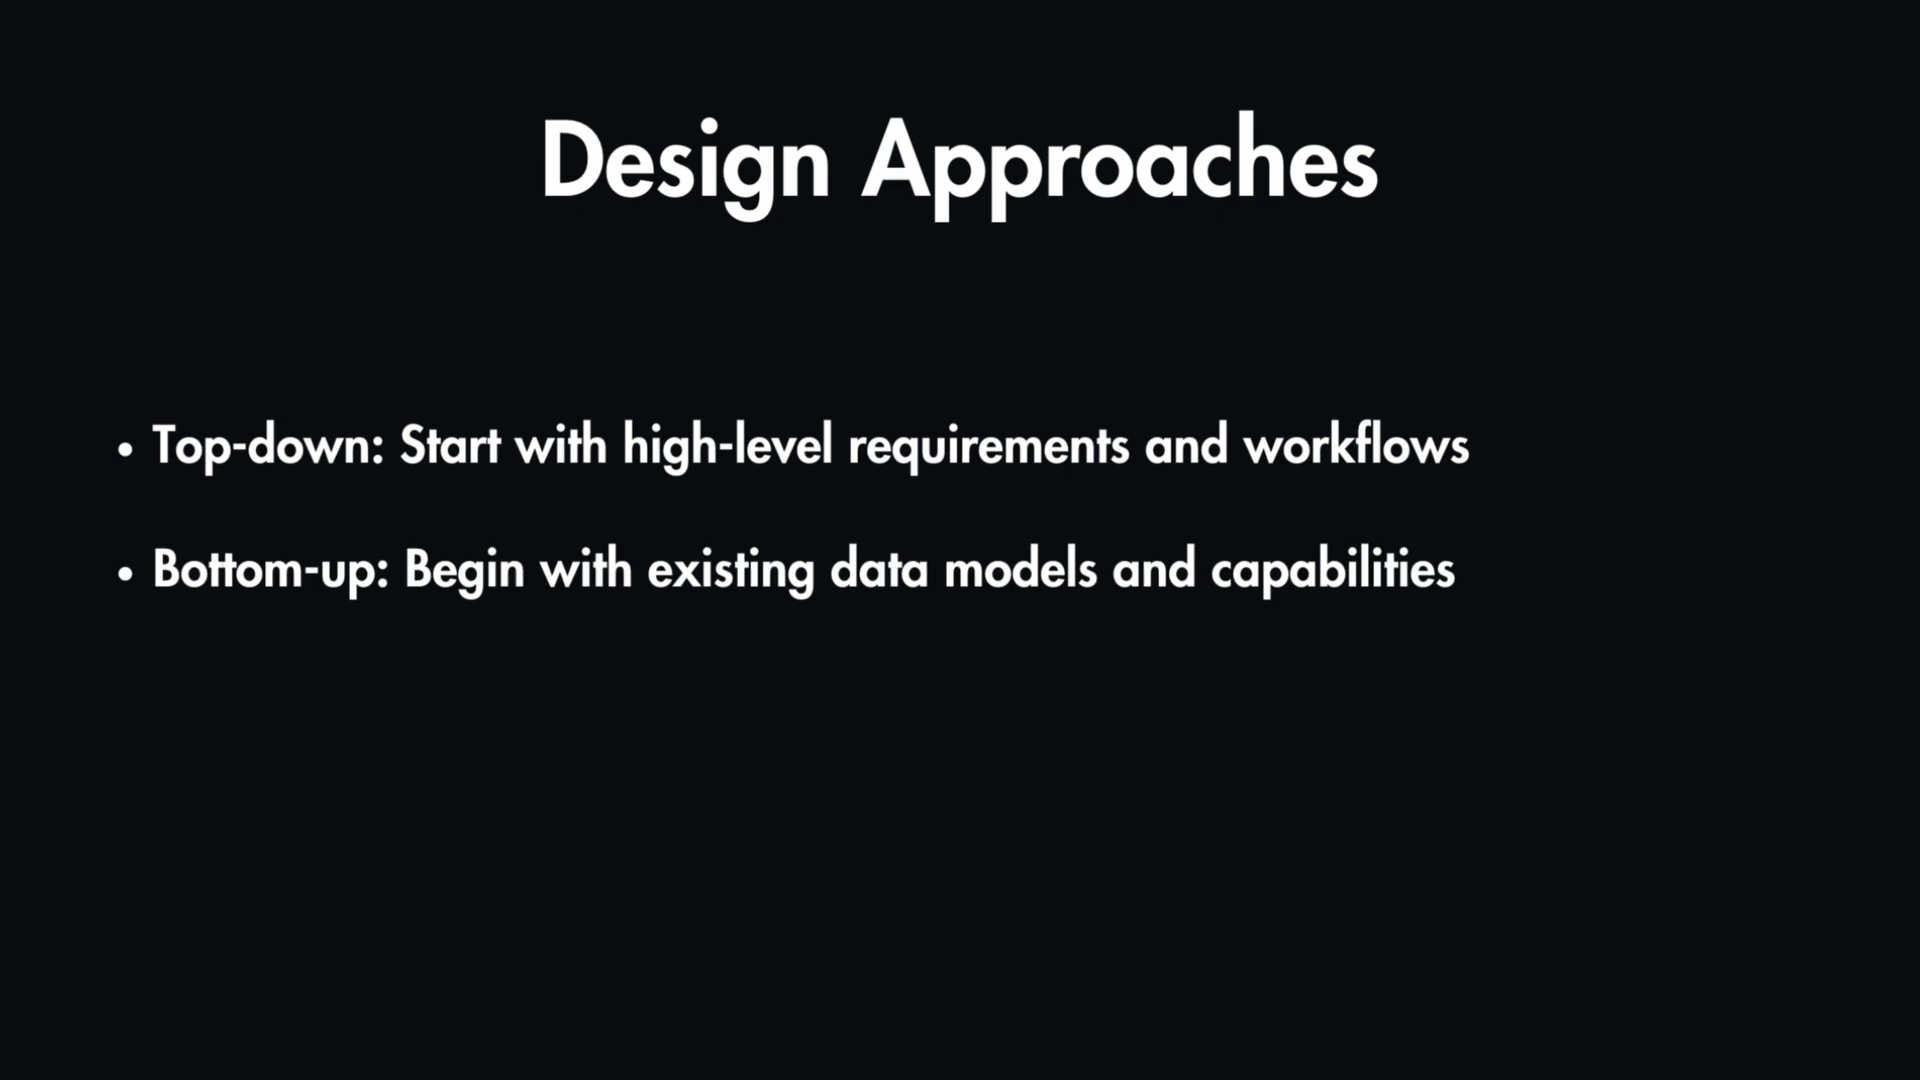 Design Approaches
• Top-down: Start with high-level requirements and workflows
• Bottom-up: Begin with existing data models and capabilities